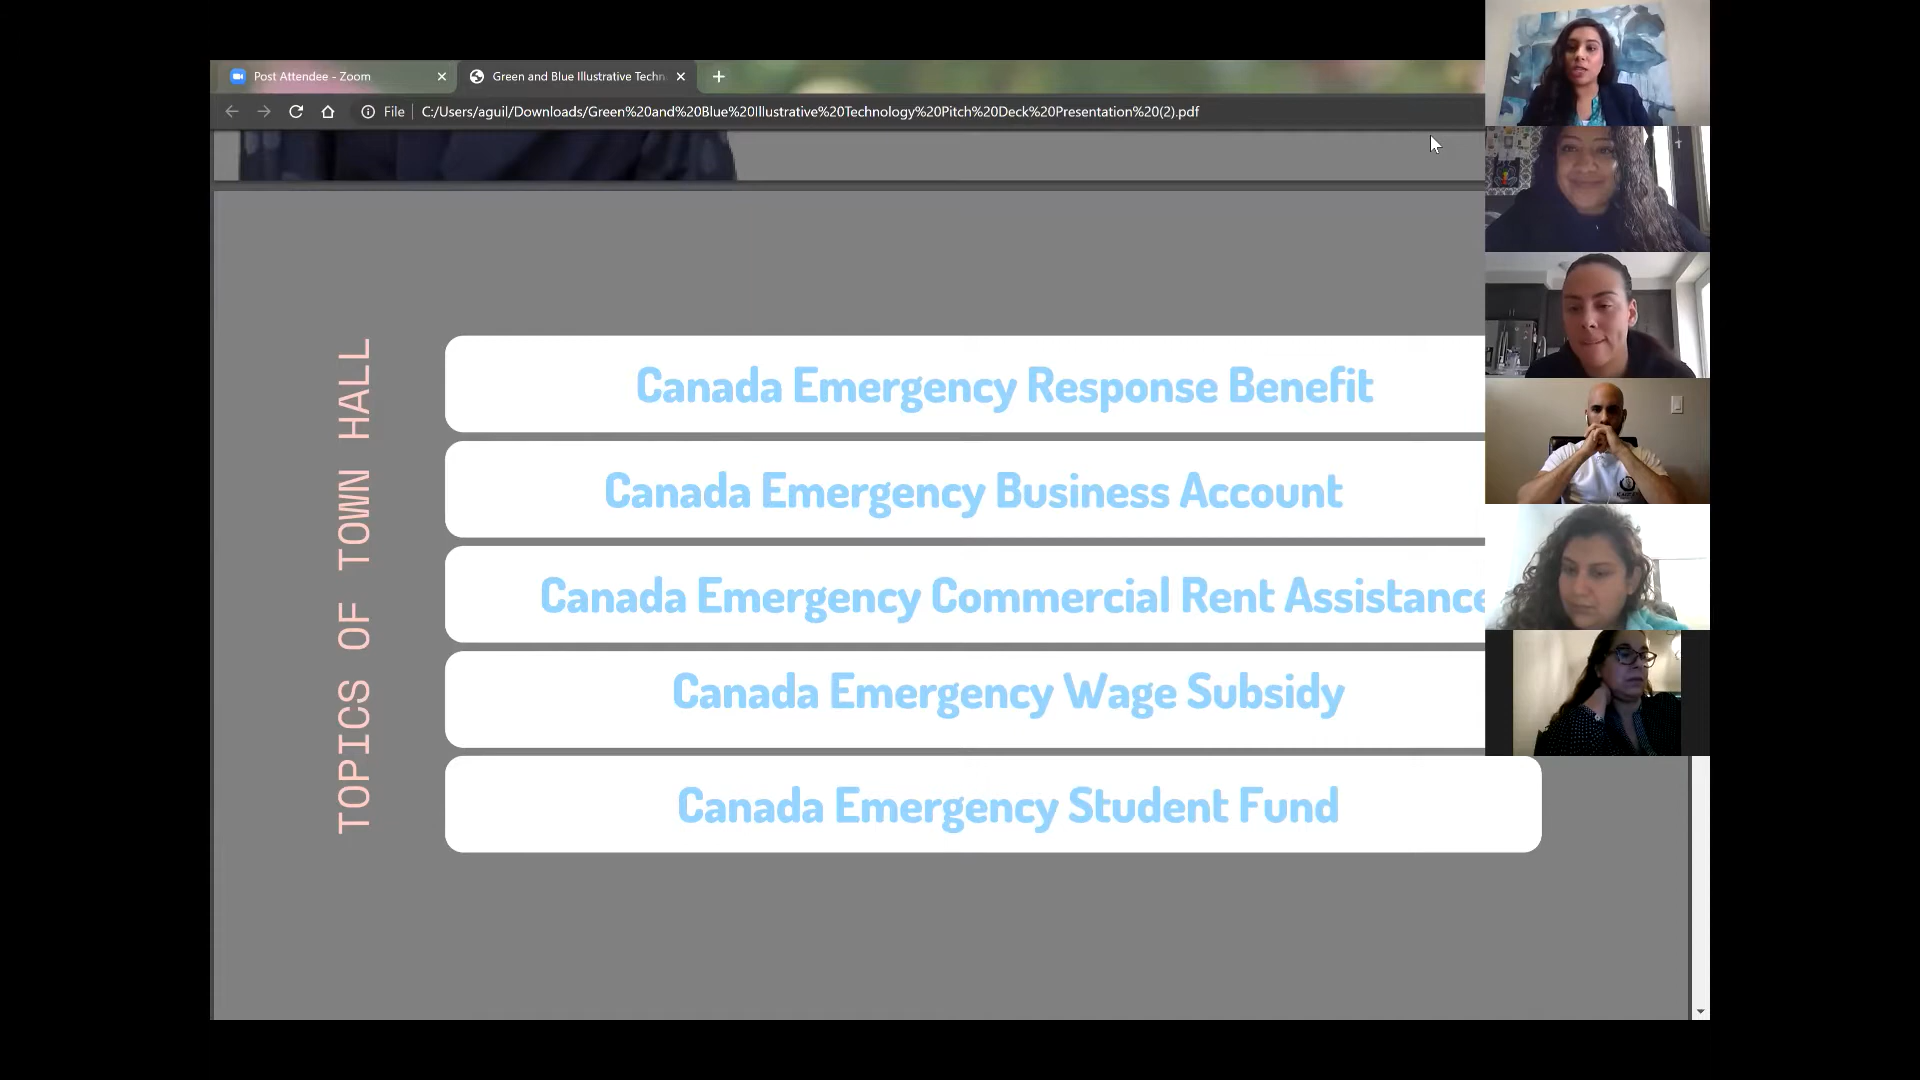 Post Attendee - Zoom
Green and Blue Illustrative Techn
File
C:/Users/aguil/Downloads/Green%20and%20Blue%20Illustrative%20Technology%20Pitch%20Deck%20Presentation%20(2).pdf
TOPICS OF TOWN HALL
Canada Emergency Response Benefit
Canada Emergency Business Account
Canada Emergency Commercial Rent Assistance
Canada Emergency Wage Subsidy
Canada Emergency Student Fund